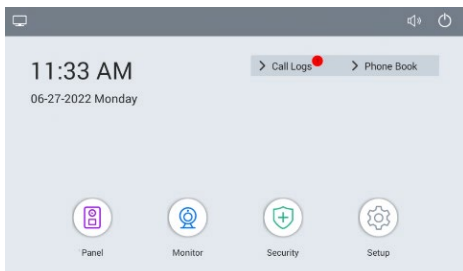 11:33 AM
06-27-2022 Monday
Call Logs
Phone Book
Panel
Monitor
Security
Setup